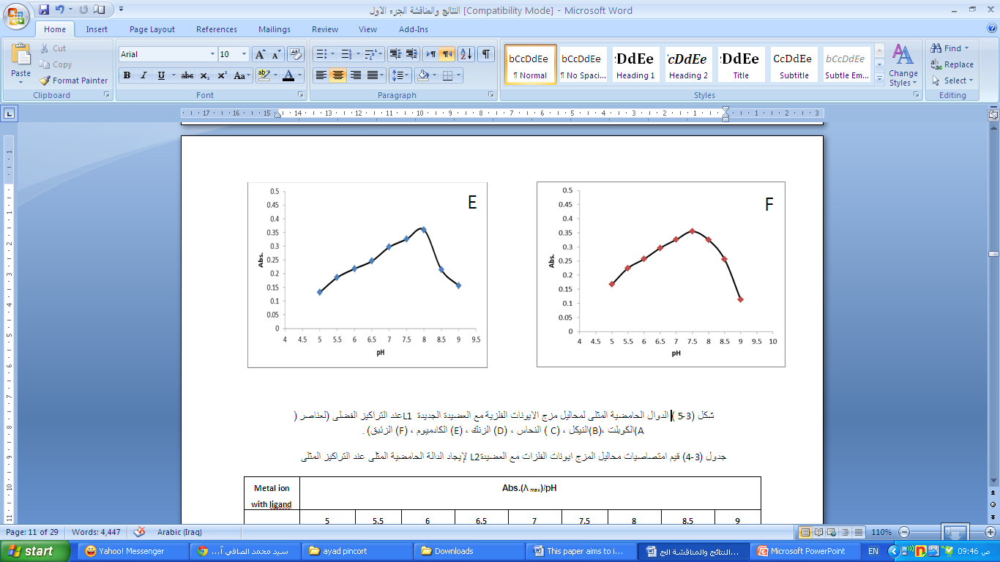 النتائج والمناقشة الجزء الاول [Compatibility Mode] - Microsoft Word
Home Insert Page Layout References Mailings Review View Add-Ins
Paste
Cut
Copy
Format Painter
Clipboard
Arial 10
B I U abc x₂ x² Aa
Font
Paragraph
bCcDdEe bCcDdEe :DdEe 'cDdEe :DdEe CcDdEe bCcDdEe
¶ Normal ¶ No Spaci... Heading 1 Heading 2 Title Subtitle Subtle Em...
Change Styles
Styles
Find
Replace
Select
Editing
17 16 15 14 13 12 11 10 9 8 7 6 5 4 3 2 1 1 2 3
E
Abs.
0.5
0.45
0.4
0.35
0.3
0.25
0.2
0.15
0.1
0.05
0
4 4.5 5 5.5 6 6.5 7 7.5 8 8.5 9 9.5
pH
F
Abs.
0.5
0.45
0.4
0.35
0.3
0.25
0.2
0.15
0.1
0.05
0
4 4.5 5 5.5 6 6.5 7 7.5 8 8.5 9 9.5 10
pH
شكل (3-5 ) الدوال الحامضية المثلى لمحاليل مزج الايونات الفلزية مع العضيدة الجديدة L1عند التراكيز الفضلى (لعناصر (
A)الكوبلت ،(B)النيكل ، (C ) النحاس ، (D) الزنك ، (E) الكادميوم ، (F) الزئبق) .
جدول (3-4) قيم امتصاصيات محاليل المزج ايونات الفلزات مع العضيدةL2 لإيجاد الدالة الحامضية المثلى عند التراكيز المثلى
Metal ion with ligand
Abs.(λ max)/pH
5 5.5 6 6.5 7 7.5 8 8.5 9
Page: 11 of 29 Words: 4,447 Arabic (Iraq) 110%
start Yahoo! Messenger سيد محمد الصافي آ... ayad pincort Downloads This paper aims to i... النتائج والمناقشة الج... Microsoft PowerPoint EN 09:46 ص